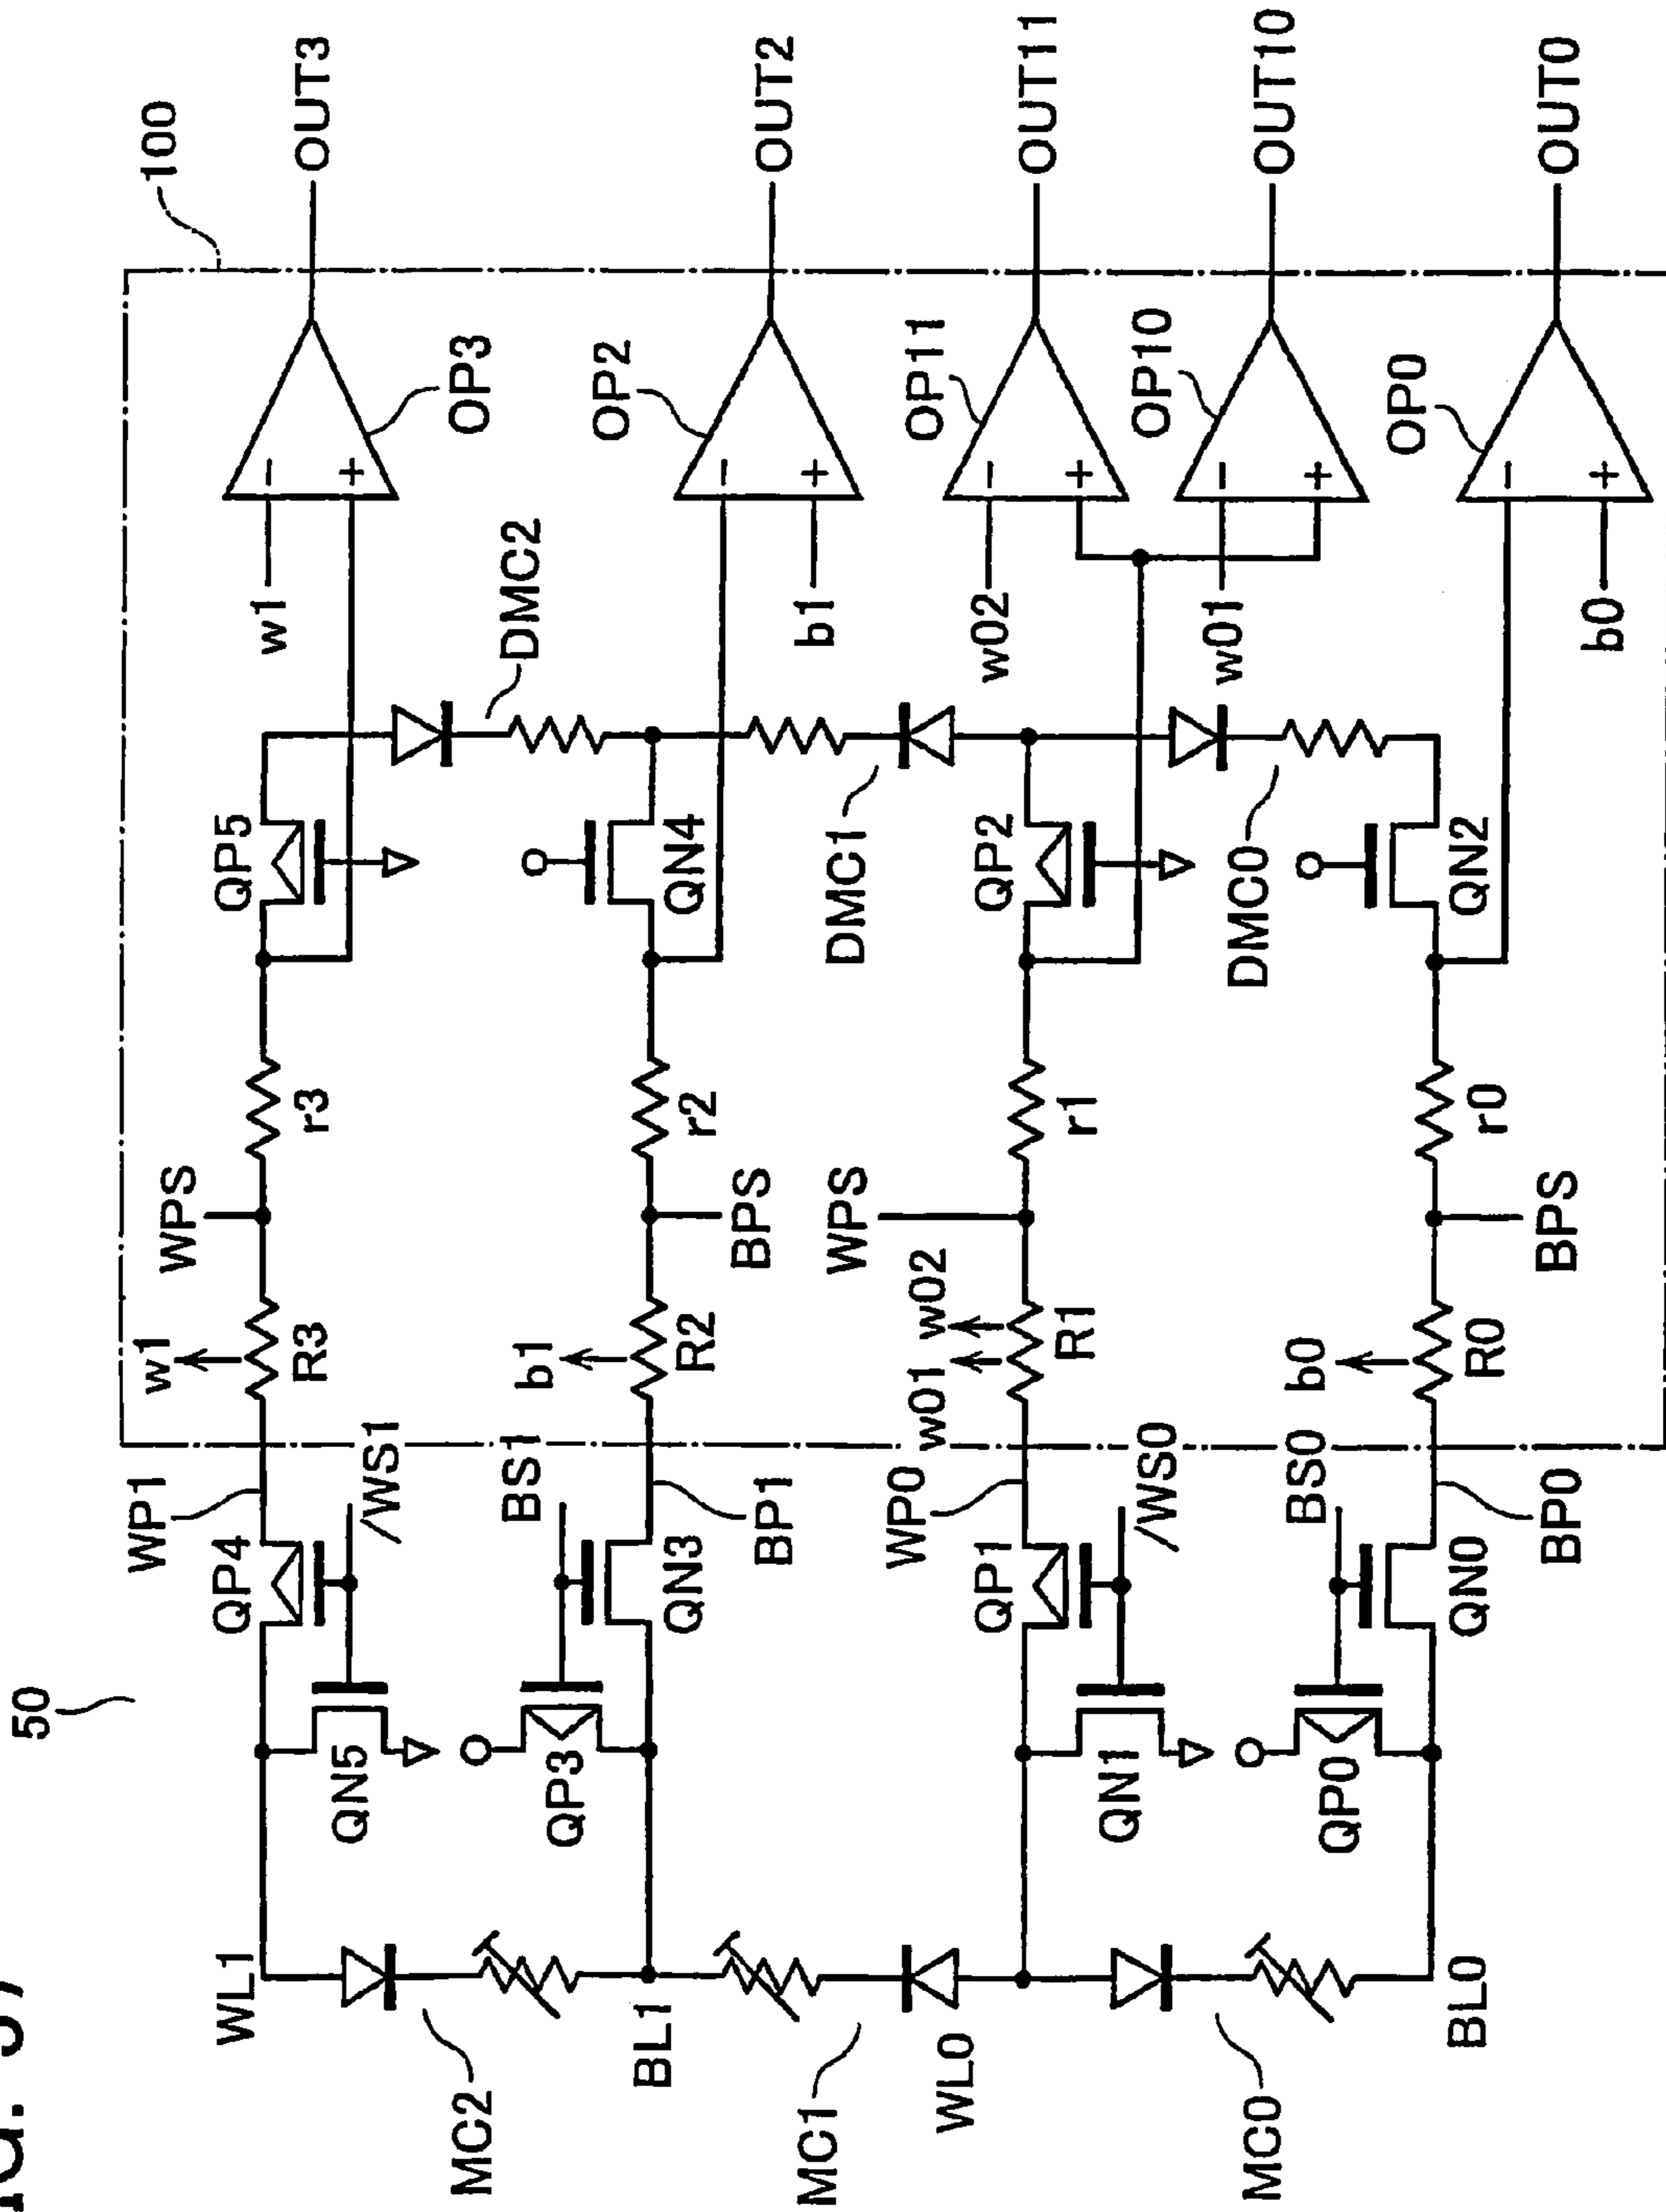 50
100
WL1
QP4
WP1
w1
WPS
QP5
OUT3
R3
r3
w1
OP3
/WS1
QN5
MC2
DMC2
BS1
b1
QP3
OP2
OUT2
BL1
QN3
BP1
R2
r2
QN4
BPS
b1
MC1
DMC1
WPS
WL0
QP1
WP0
w01
w02
QP2
w02
OP11
OUT11
R1
r1
QN1
/WS0
w01
OP10
OUT10
MC0
DMC0
BS0
b0
QP0
OP0
OUT0
BL0
QN0
BP0
R0
r0
QN2
BPS
b0